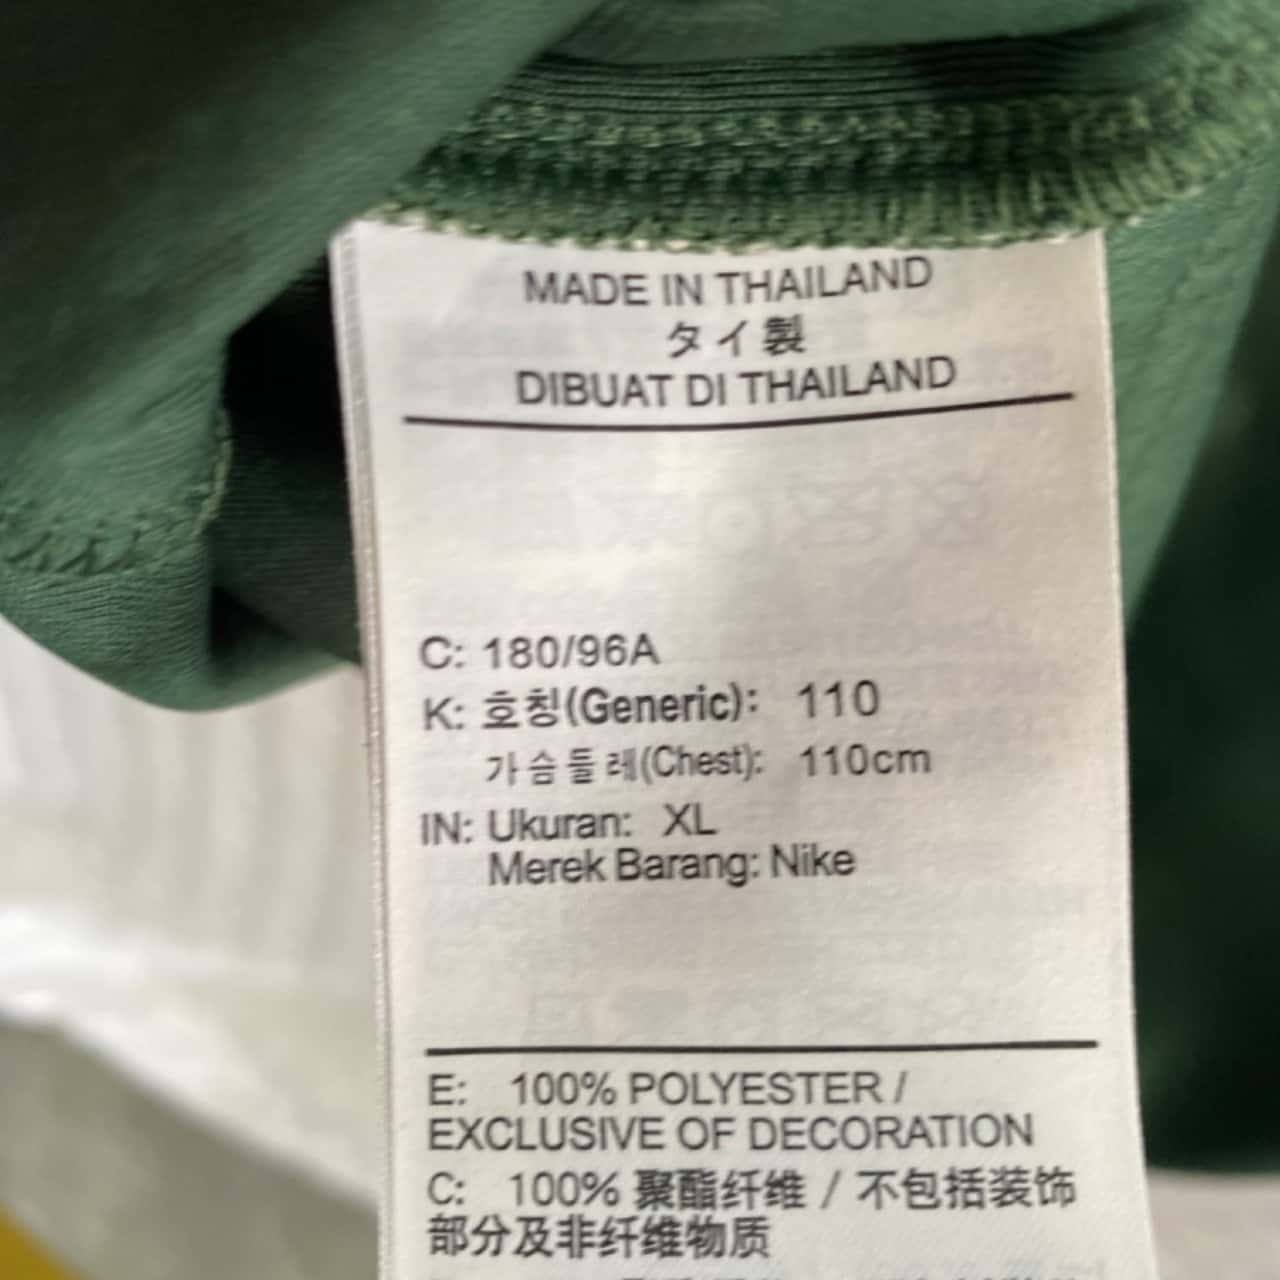 MADE IN THAILAND
タイ製
DIBUAT DI THAILAND
C: 180/96A
K: 호칭(Generic): 110
가슴둘레(Chest): 110cm
IN: Ukuran: XL
Merek Barang: Nike
E: 100% POLYESTER /
EXCLUSIVE OF DECORATION
C: 100% 聚酯纤维 / 不包括装饰
部分及非纤维物质